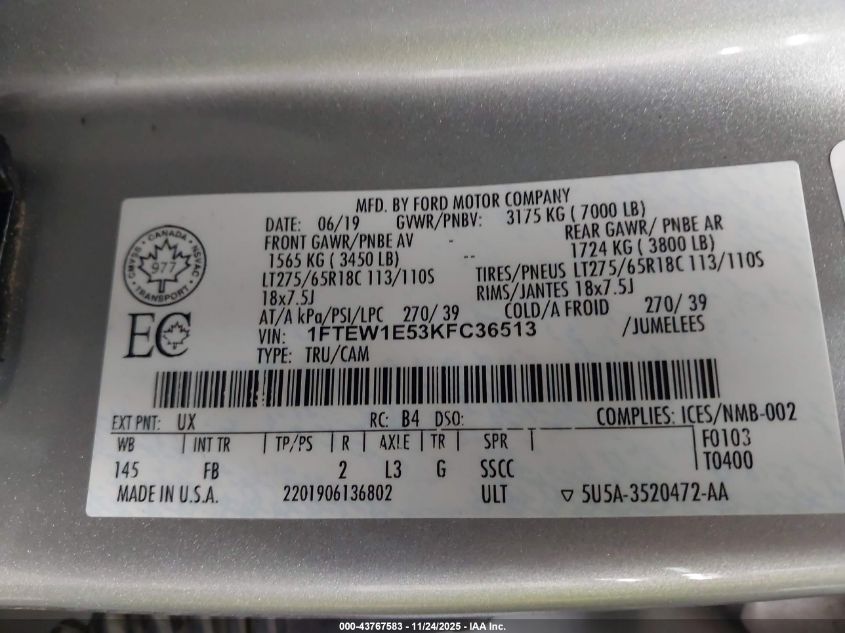 MFD. BY FORD MOTOR COMPANY
DATE: 06/19 GVWR/PNBV: 3175 KG ( 7000 LB)
FRONT GAWR/PNBE AV - REAR GAWR/ PNBE AR
1565 KG ( 3450 LB) -- 1724 KG ( 3800 LB)
LT275/65R18C 113/110S TIRES/PNEUS LT275/65R18C 113/110S
18x7.5J RIMS/JANTES 18x7.5J
AT/A kPa/PSI/LPC 270/ 39 COLD/A FROID 270/ 39
VIN: 1FTEW1E53KFC36513 /JUMELEES
TYPE: TRU/CAM
CANADA
977
TRANSPORT
EC
EXT PNT: UX RC: B4 DSO: COMPLIES: ICES/NMB-002
WB INT TR TP/PS R AXLE TR SPR F0103
145 FB 2 L3 G SSCC T0400
MADE IN U.S.A. 2201906136802 ULT ▽ 5U5A-3520472-AA
000-43767583 - 11/24/2025 - IAA Inc.